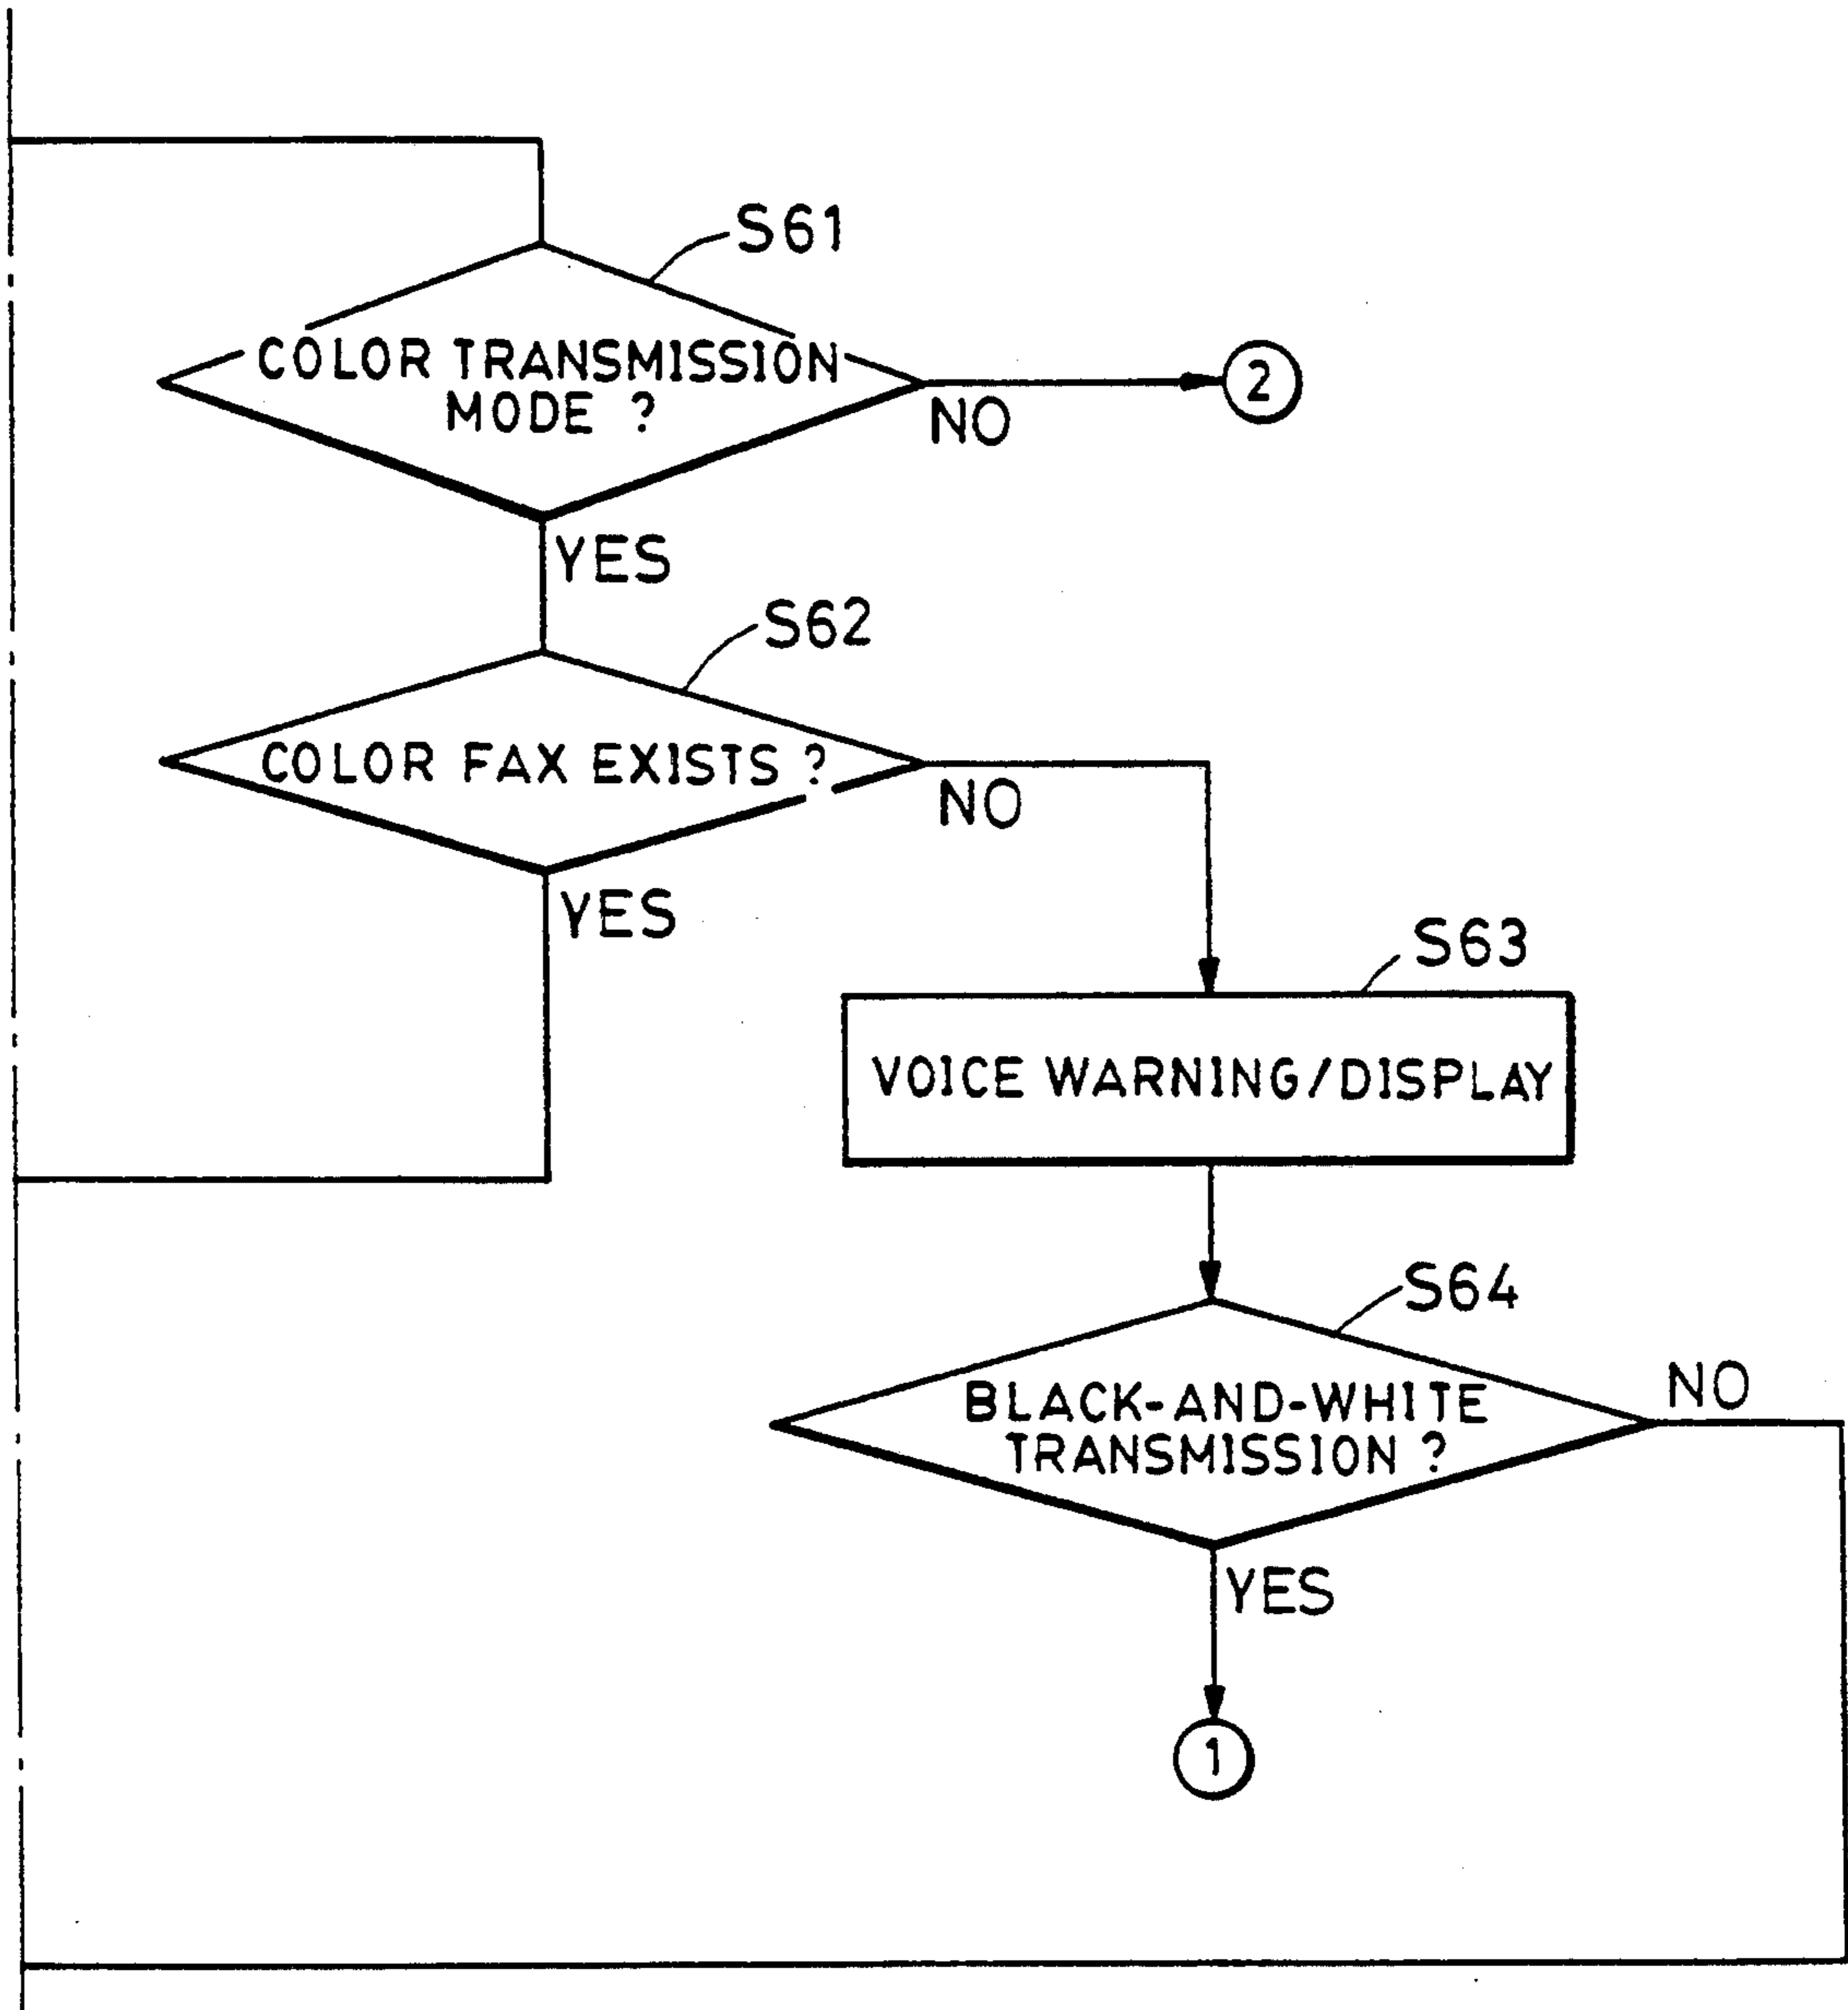 S61
COLOR TRANSMISSION
MODE ?
NO
2
YES
S62
COLOR FAX EXISTS ?
NO
YES
S63
VOICE WARNING/DISPLAY
S64
BLACK-AND-WHITE
TRANSMISSION ?
NO
YES
1